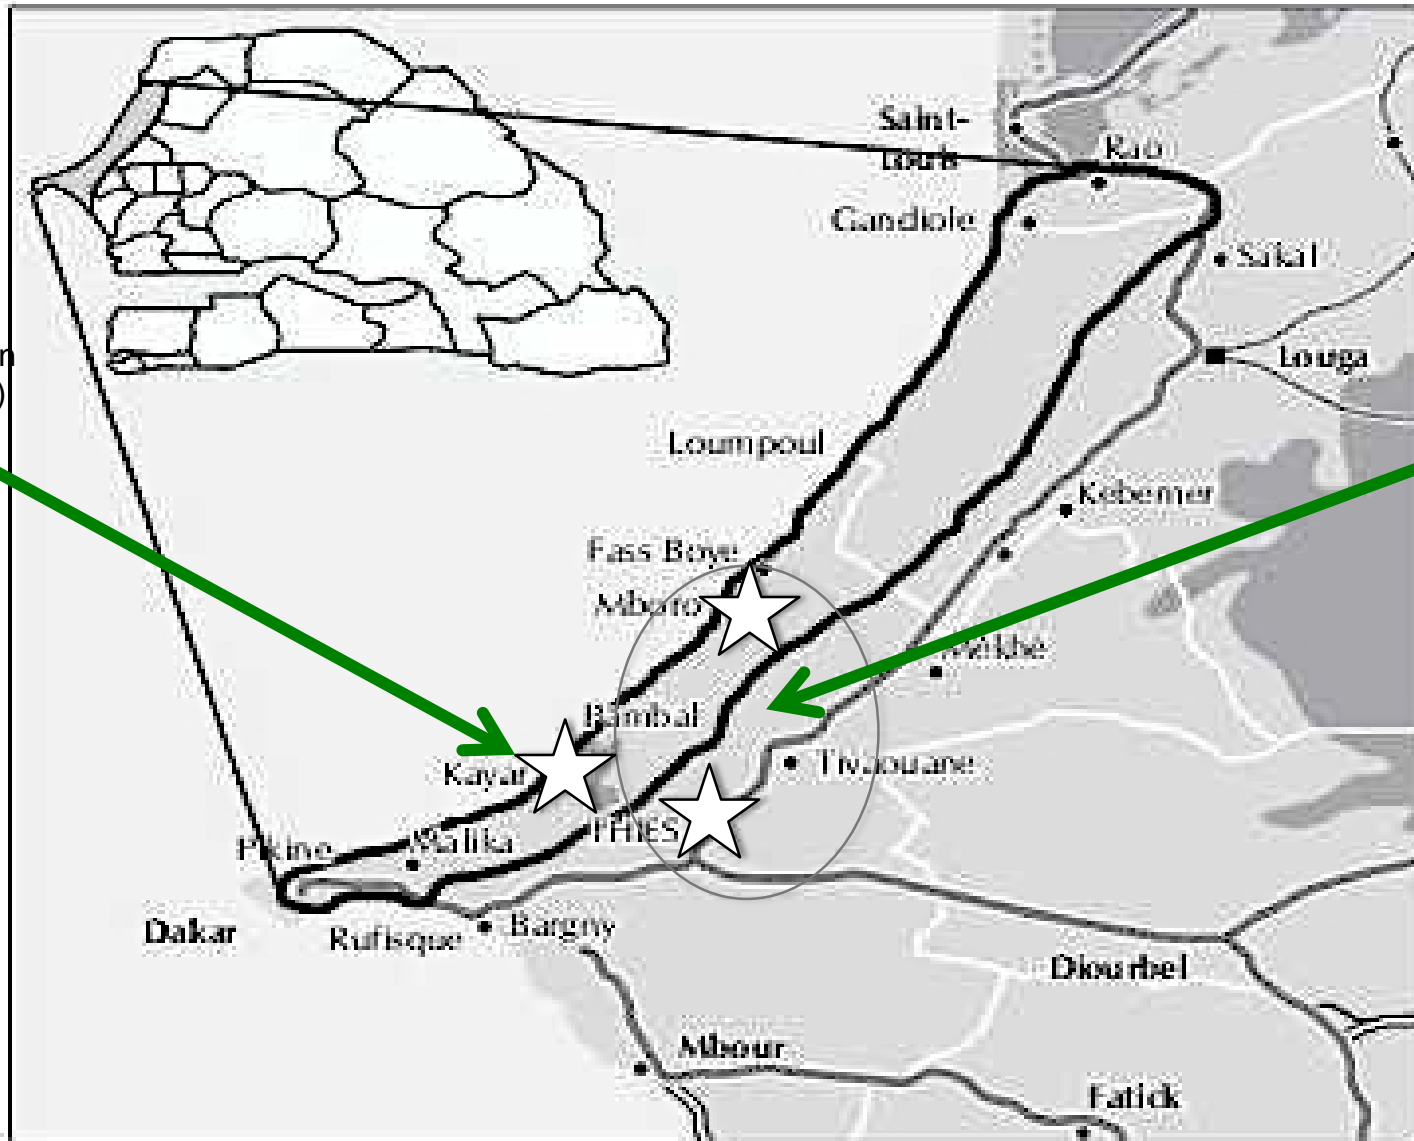 Saint-
Louis
Rao
Gandiole
Sakal
n
)
Louga
Loumpoul
Kebemer
Fass Boye
Mboro
Mékhé
Bambal
Kayar
Tivaouane
THIES
Pikine
Malika
Dakar
Rufisque
Bargny
Diourbel
Mbour
Fatick